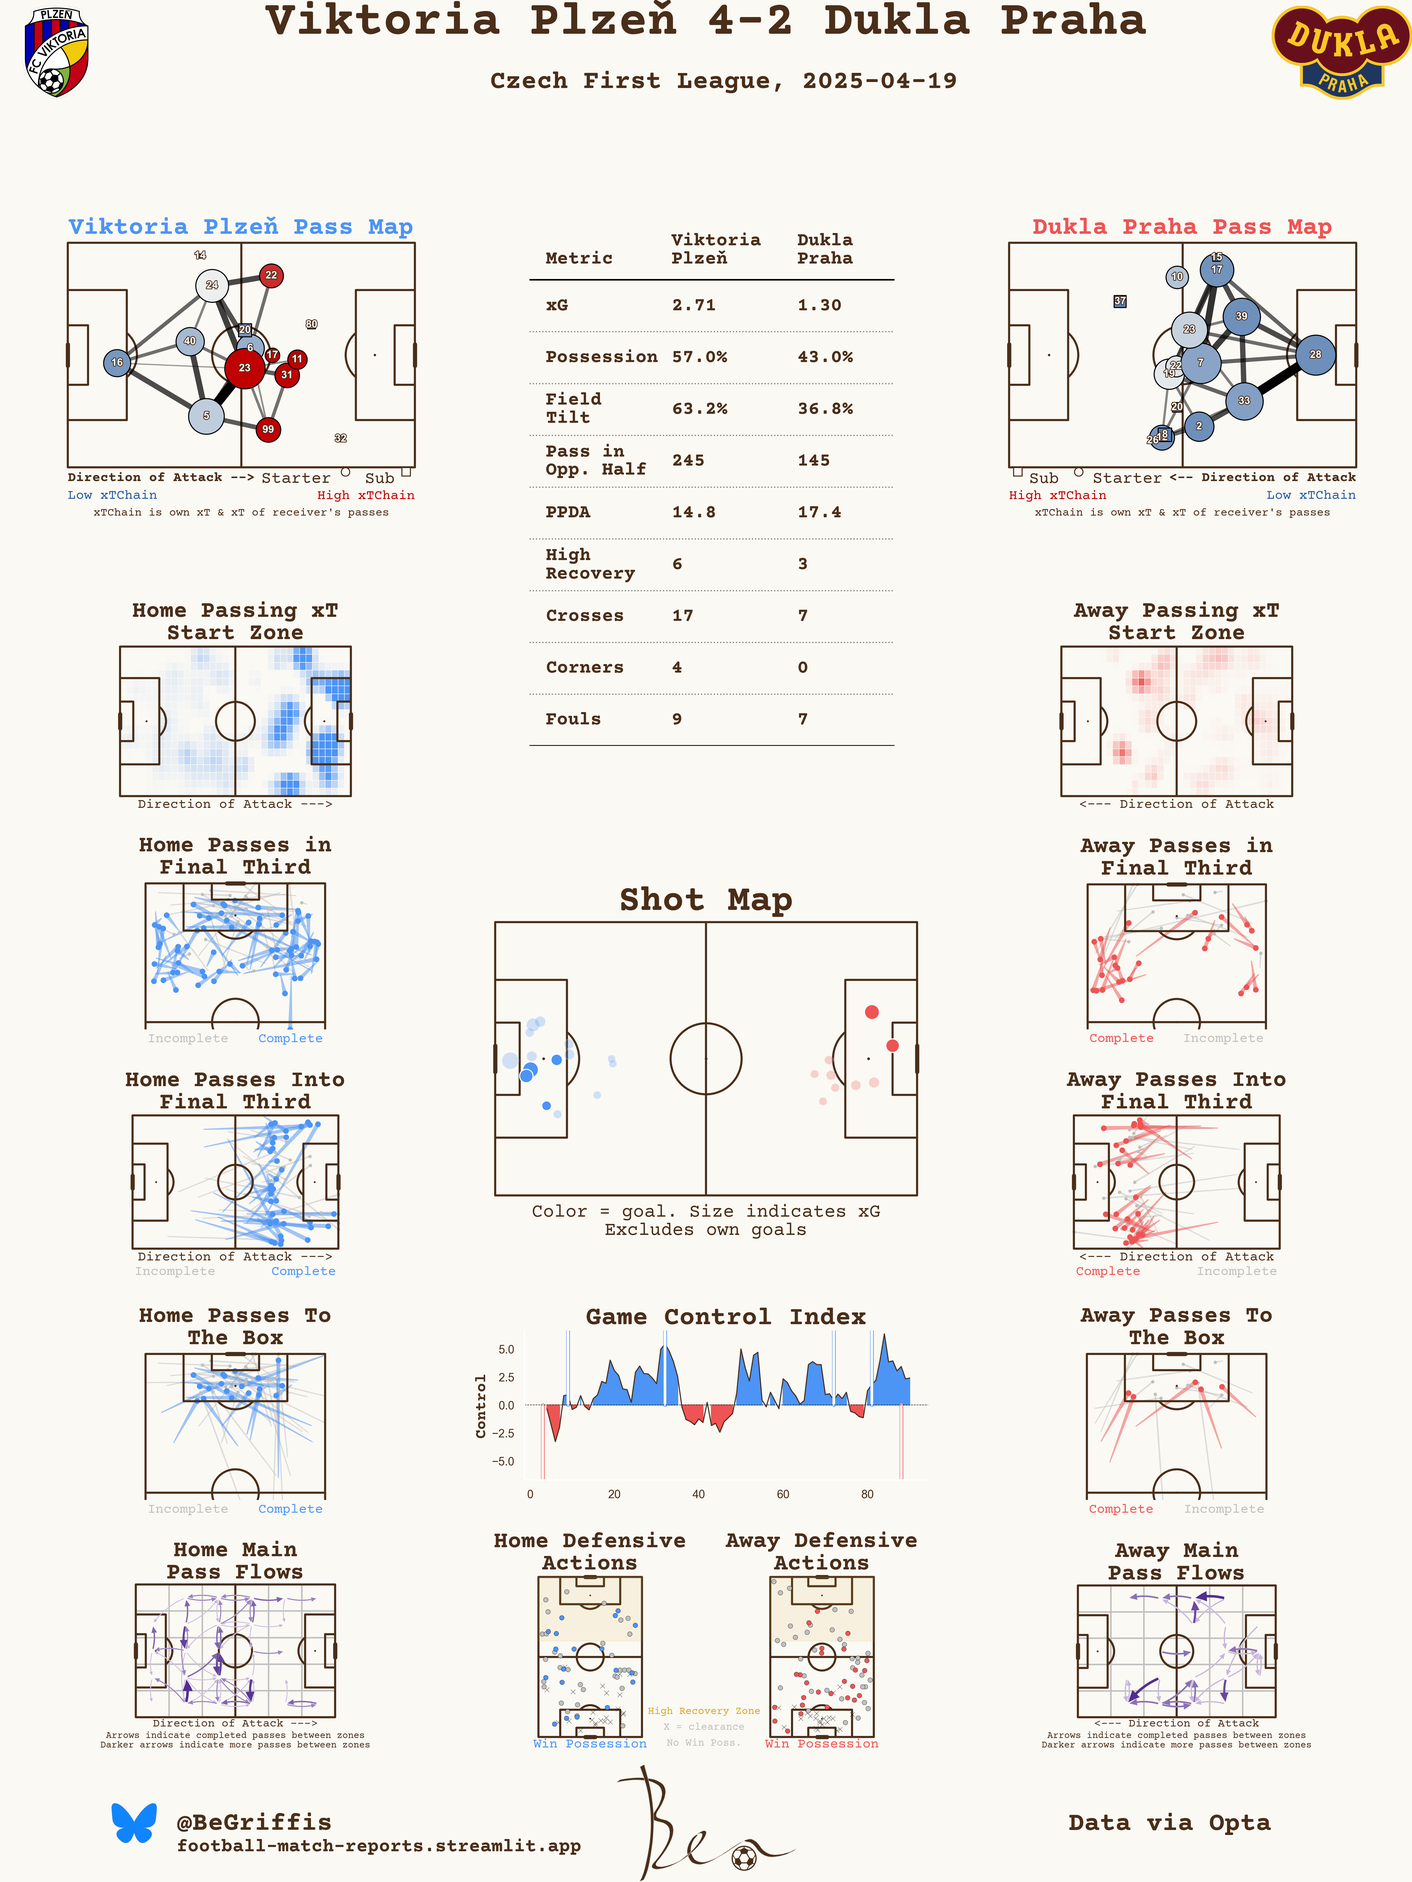 Viktoria Plzeň 4-2 Dukla Praha
Czech First League, 2025-04-19
PLZEŇ
FC VIKTORIA
DUKLA
PRAHA
Viktoria Plzeň Pass Map
14
22
24
20
80
40
6
17
11
16
23
31
5
99
32
Direction of Attack --> Starter Sub
Low xTChain High xTChain
xTChain is own xT & xT of receiver's passes
Metric Viktoria Plzeň Dukla Praha
xG 2.71 1.30
Possession 57.0% 43.0%
Field Tilt 63.2% 36.8%
Pass in Opp. Half 245 145
PPDA 14.8 17.4
High Recovery 6 3
Crosses 17 7
Corners 4 0
Fouls 9 7
Dukla Praha Pass Map
15
17
10
37
39
23
28
22
7
19
20
33
2
18
26
Sub Starter <-- Direction of Attack
High xTChain Low xTChain
xTChain is own xT & xT of receiver's passes
Home Passing xT
Start Zone
Direction of Attack --->
Away Passing xT
Start Zone
<--- Direction of Attack
Home Passes in
Final Third
Incomplete Complete
Away Passes in
Final Third
Complete Incomplete
Shot Map
Color = goal. Size indicates xG
Excludes own goals
Home Passes Into
Final Third
Direction of Attack --->
Incomplete Complete
Away Passes Into
Final Third
<--- Direction of Attack
Complete Incomplete
Home Passes To
The Box
Incomplete Complete
Game Control Index
Control
5.0
2.5
0.0
−2.5
−5.0
0 20 40 60 80
Away Passes To
The Box
Complete Incomplete
Home Main
Pass Flows
Direction of Attack --->
Arrows indicate completed passes between zones
Darker arrows indicate more passes between zones
Home Defensive
Actions
Win Possession
High Recovery Zone
X = clearance
No Win Poss.
Away Defensive
Actions
Win Possession
Away Main
Pass Flows
<--- Direction of Attack
Arrows indicate completed passes between zones
Darker arrows indicate more passes between zones
@BeGriffis
football-match-reports.streamlit.app
Ben
Data via Opta